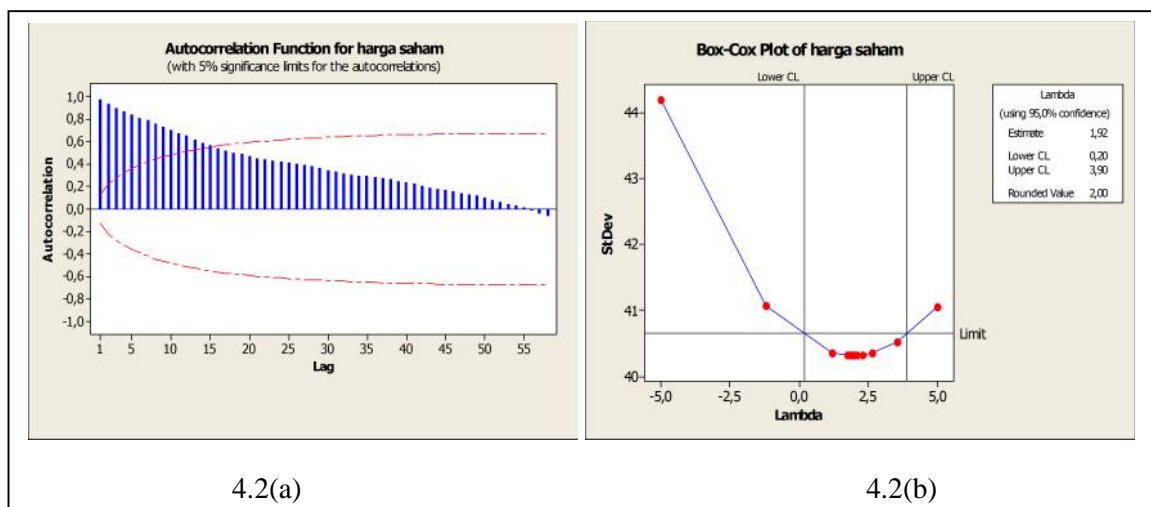 Autocorrelation Function for harga saham
(with 5% significance limits for the autocorrelations)
Autocorrelation
1,0
0,8
0,6
0,4
0,2
0,0
-0,2
-0,4
-0,6
-0,8
-1,0
1 5 10 15 20 25 30 35 40 45 50 55
Lag
4.2(a)
Box-Cox Plot of harga saham
Lower CL Upper CL
StDev
44
43
42
41
40
Limit
-5,0 -2,5 0,0 2,5 5,0
Lambda
Lambda
(using 95,0% confidence)
Estimate 1,92
Lower CL 0,20
Upper CL 3,90
Rounded Value 2,00
4.2(b)